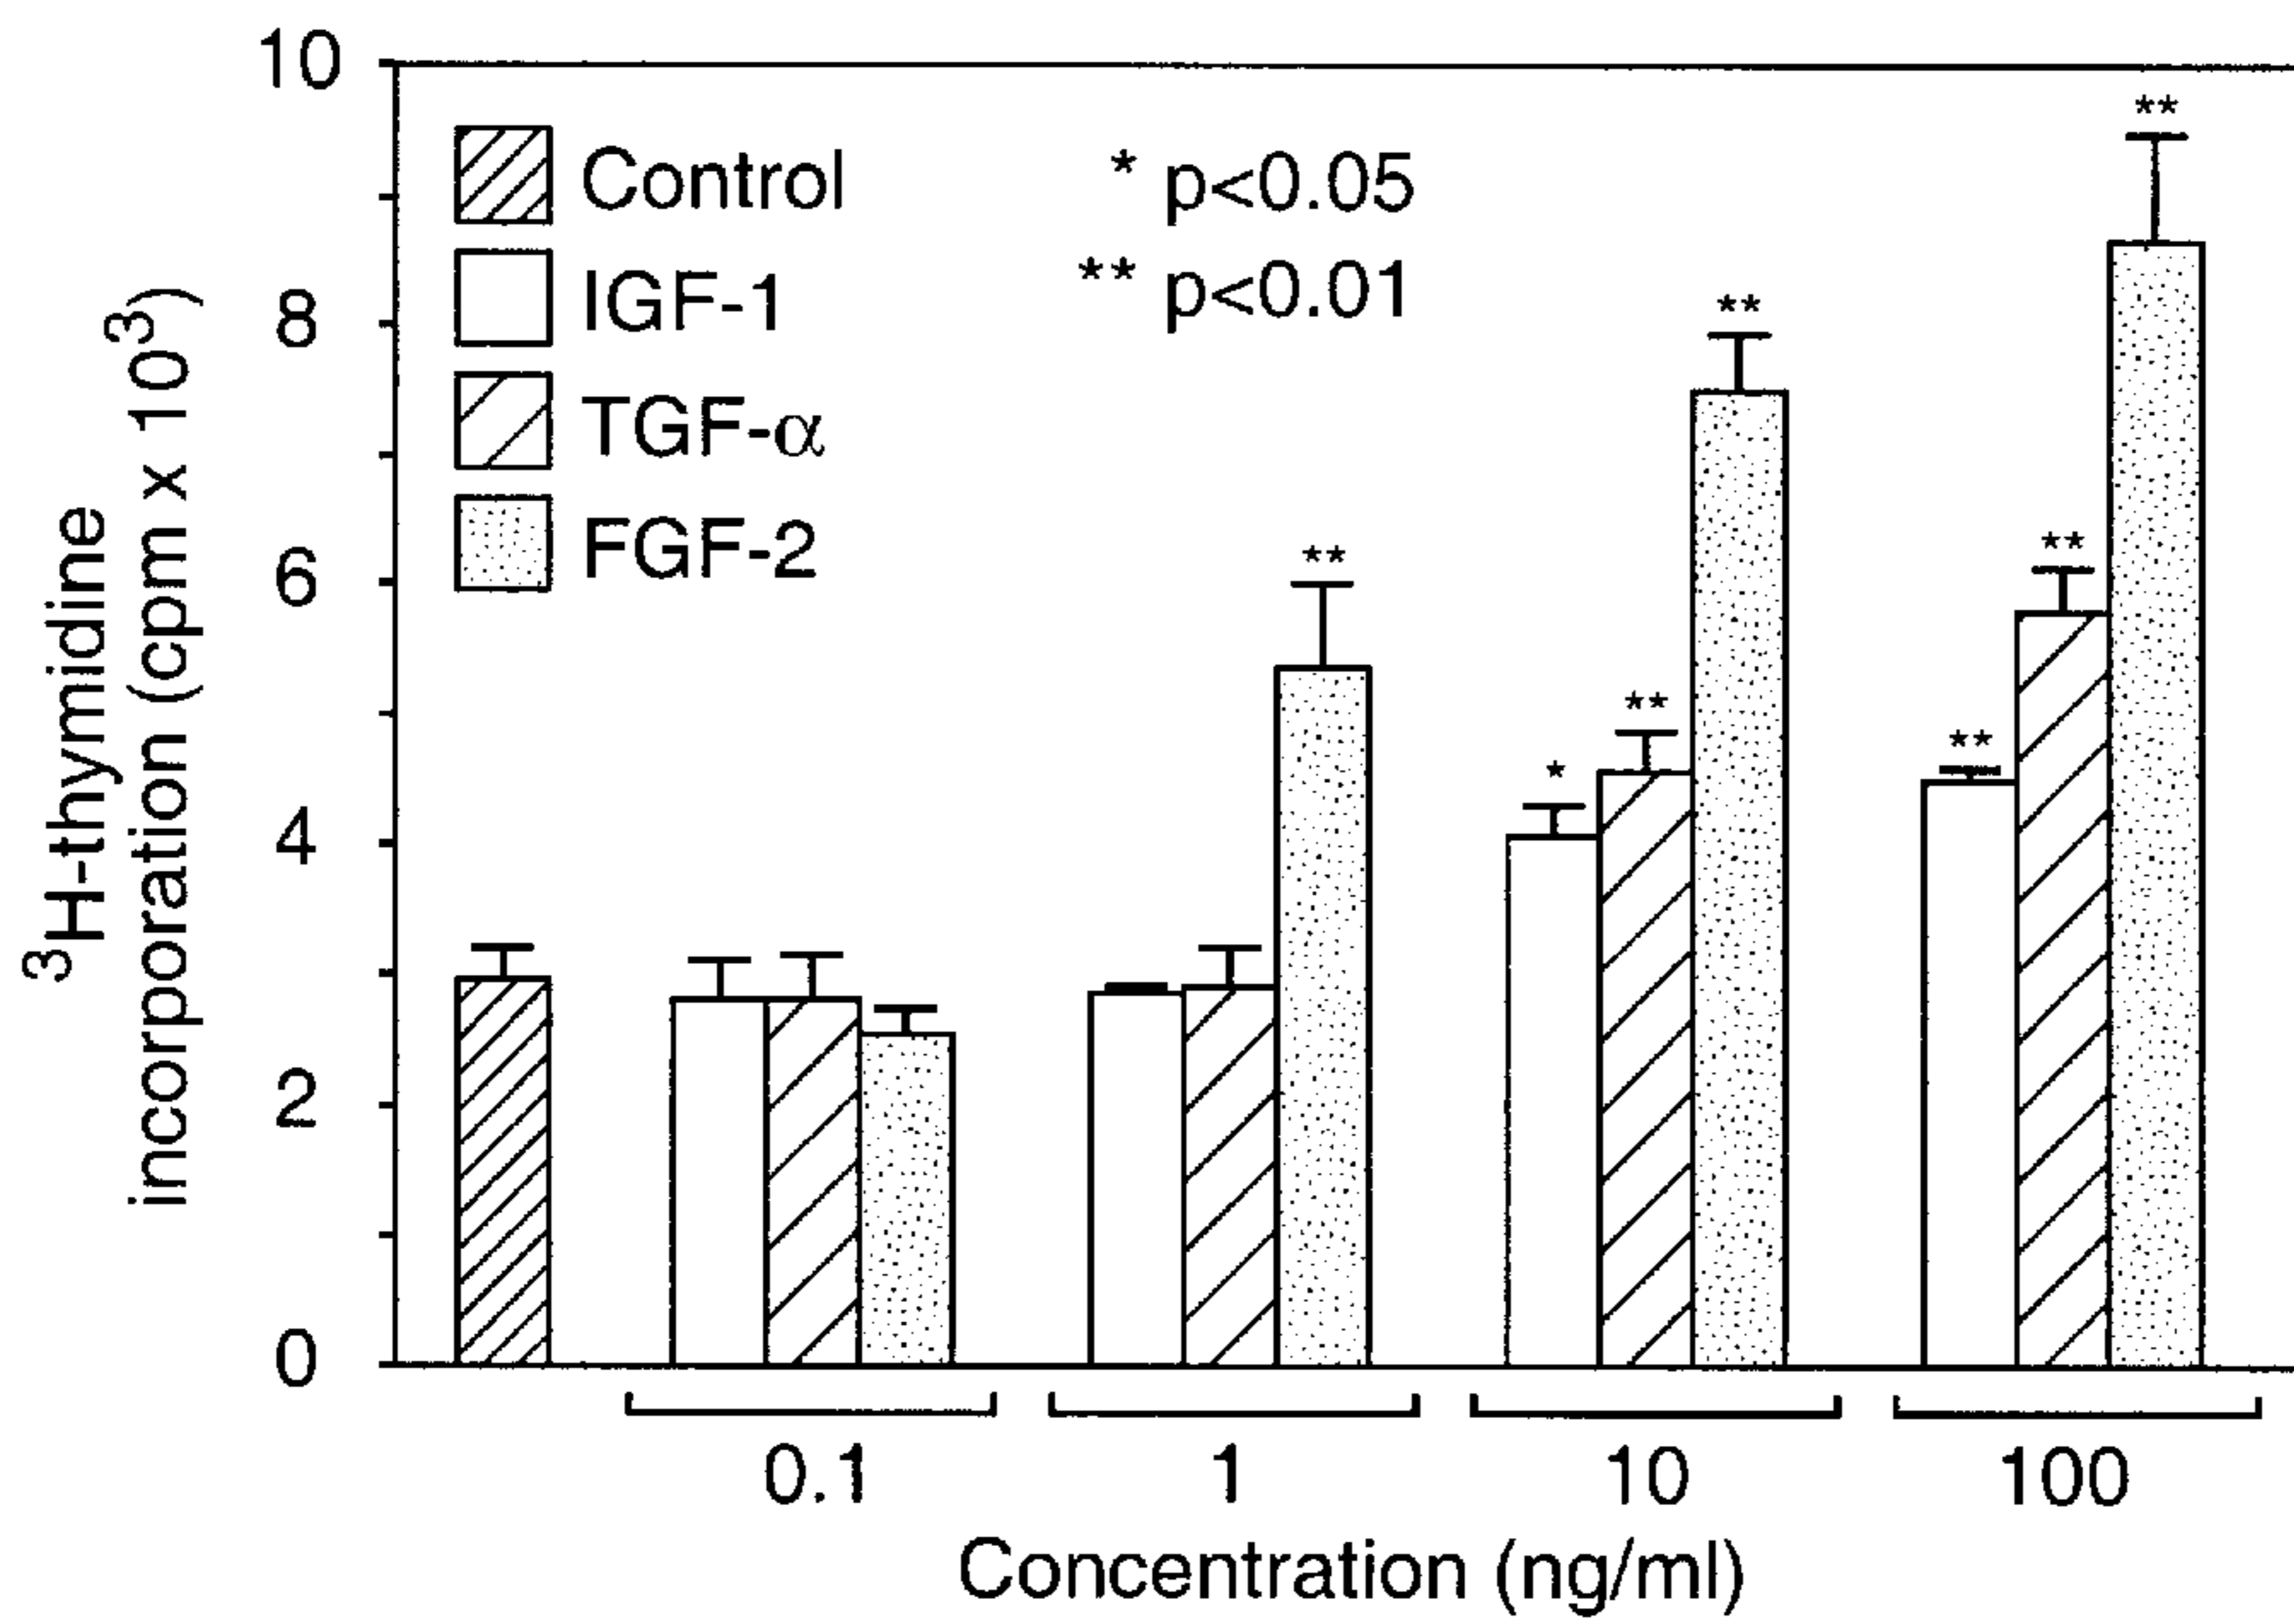 ³H-thymidine
incorporation (cpm x 10³)
10
8
6
4
2
0
Control
IGF-1
TGF-α
FGF-2
* p<0.05
** p<0.01
**
*
**
**
**
**
**
0.1
1
10
100
Concentration (ng/ml)